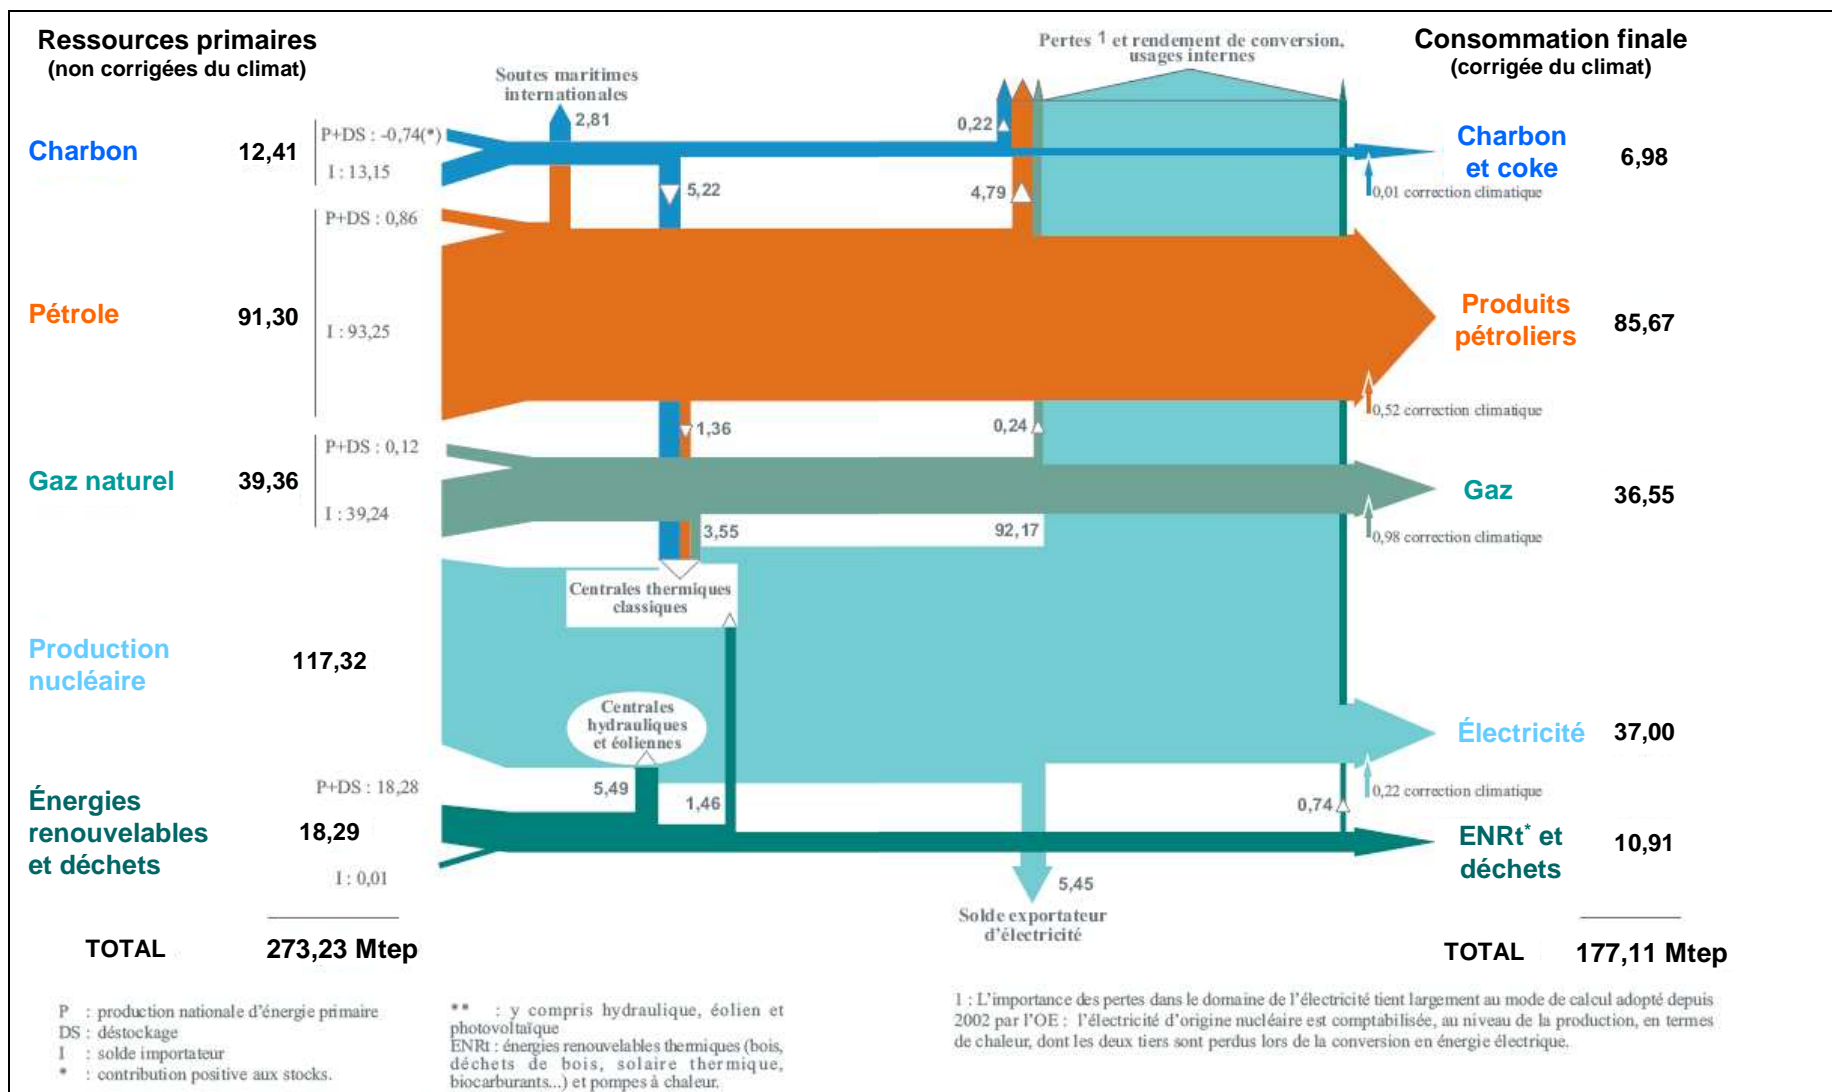 Ressources primaires
(non corrigées du climat)
Soutes maritimes
internationales
Pertes 1 et rendement de conversion,
usages internes
Consommation finale
(corrigée du climat)
Charbon
12,41
P+DS : -0,74(*)
I : 13,15
2,81
5,22
0,22
4,79
Charbon
et coke
6,98
0,01 correction climatique
Pétrole
91,30
P+DS : 0,86
I : 93,25
1,36
0,24
Produits
pétroliers
85,67
0,52 correction climatique
Gaz naturel
39,36
P+DS : 0,12
I : 39,24
3,55
92,17
Gaz
36,55
0,98 correction climatique
Centrales thermiques
classiques
Production
nucléaire
117,32
Centrales
hydrauliques
et éoliennes
Électricité
37,00
0,22 correction climatique
Énergies
renouvelables
et déchets
18,29
P+DS : 18,28
I : 0,01
5,49
1,46
0,74
ENRt* et
déchets
10,91
5,45
Solde exportateur
d'électricité
TOTAL
273,23 Mtep
TOTAL
177,11 Mtep
P : production nationale d'énergie primaire
DS : déstockage
I : solde importateur
* : contribution positive aux stocks.
** : y compris hydraulique, éolien et
photovoltaïque
ENRt : énergies renouvelables thermiques (bois,
déchets de bois, solaire thermique,
biocarburants...) et pompes à chaleur.
1 : L'importance des pertes dans le domaine de l'électricité tient largement au mode de calcul adopté depuis
2002 par l'OE : l'électricité d'origine nucléaire est comptabilisée, au niveau de la production, en termes
de chaleur, dont les deux tiers sont perdus lors de la conversion en énergie électrique.